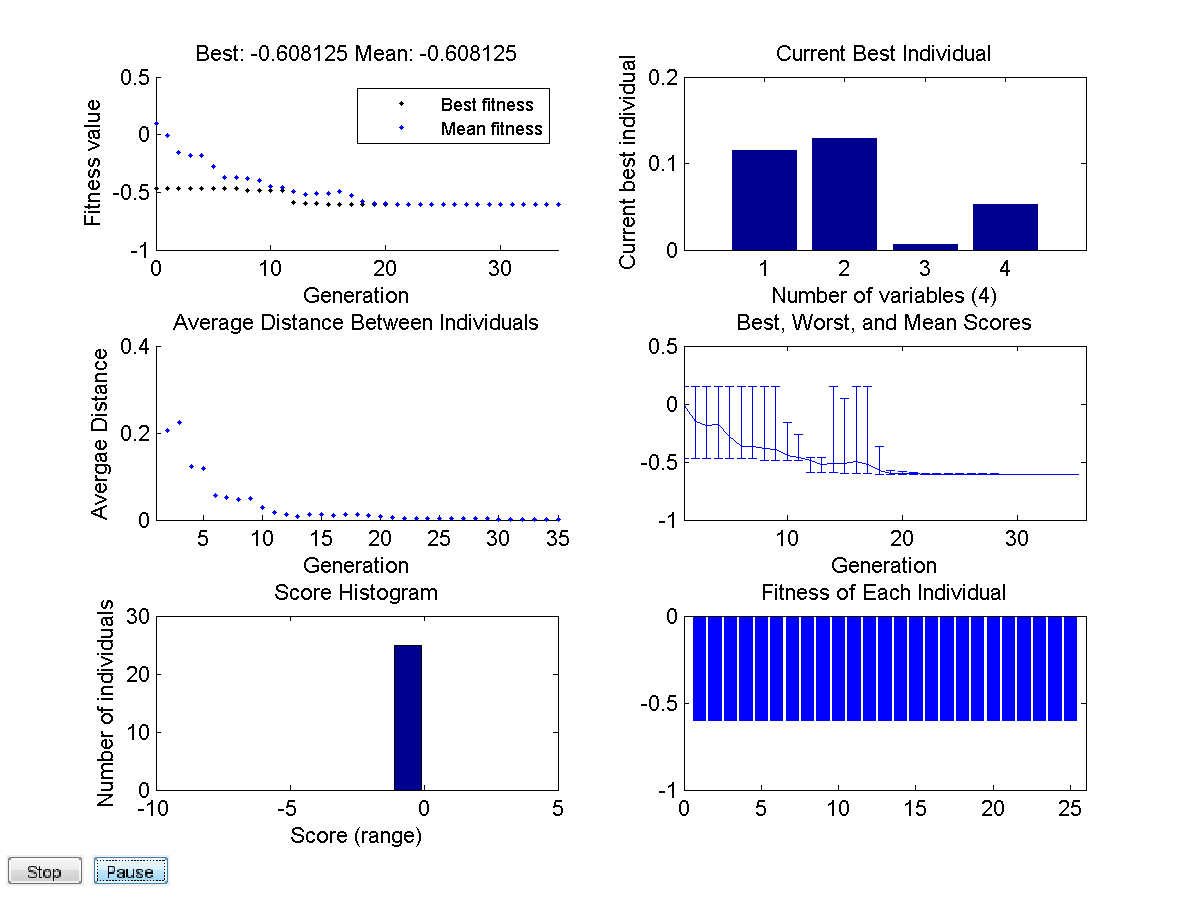 Best: -0.608125 Mean: -0.608125
0.5
0
-0.5
-1
Fitness value
Best fitness
Mean fitness
0 10 20 30
Generation
Current Best Individual
0.2
0.1
0
Current best individual
1 2 3 4
Number of variables (4)
Average Distance Between Individuals
0.4
0.2
0
Avergae Distance
5 10 15 20 25 30 35
Generation
Best, Worst, and Mean Scores
0.5
0
-0.5
-1
10 20 30
Generation
Score Histogram
30
20
10
0
Number of individuals
-10 -5 0 5
Score (range)
Fitness of Each Individual
0
-0.5
-1
0 5 10 15 20 25
Stop Pause